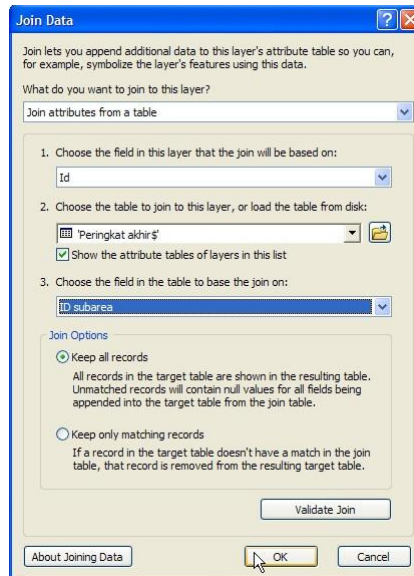 Join Data
Join lets you append additional data to this layer's attribute table so you can,
for example, symbolize the layer's features using this data.
What do you want to join to this layer?
Join attributes from a table
1. Choose the field in this layer that the join will be based on:
Id
2. Choose the table to join to this layer, or load the table from disk:
'Peringkat akhir$'
Show the attribute tables of layers in this list
3. Choose the field in the table to base the join on:
ID subarea
Join Options
Keep all records
All records in the target table are shown in the resulting table.
Unmatched records will contain null values for all fields being
appended into the target table from the join table.
Keep only matching records
If a record in the target table doesn't have a match in the join
table, that record is removed from the resulting target table.
Validate Join
About Joining Data
OK
Cancel